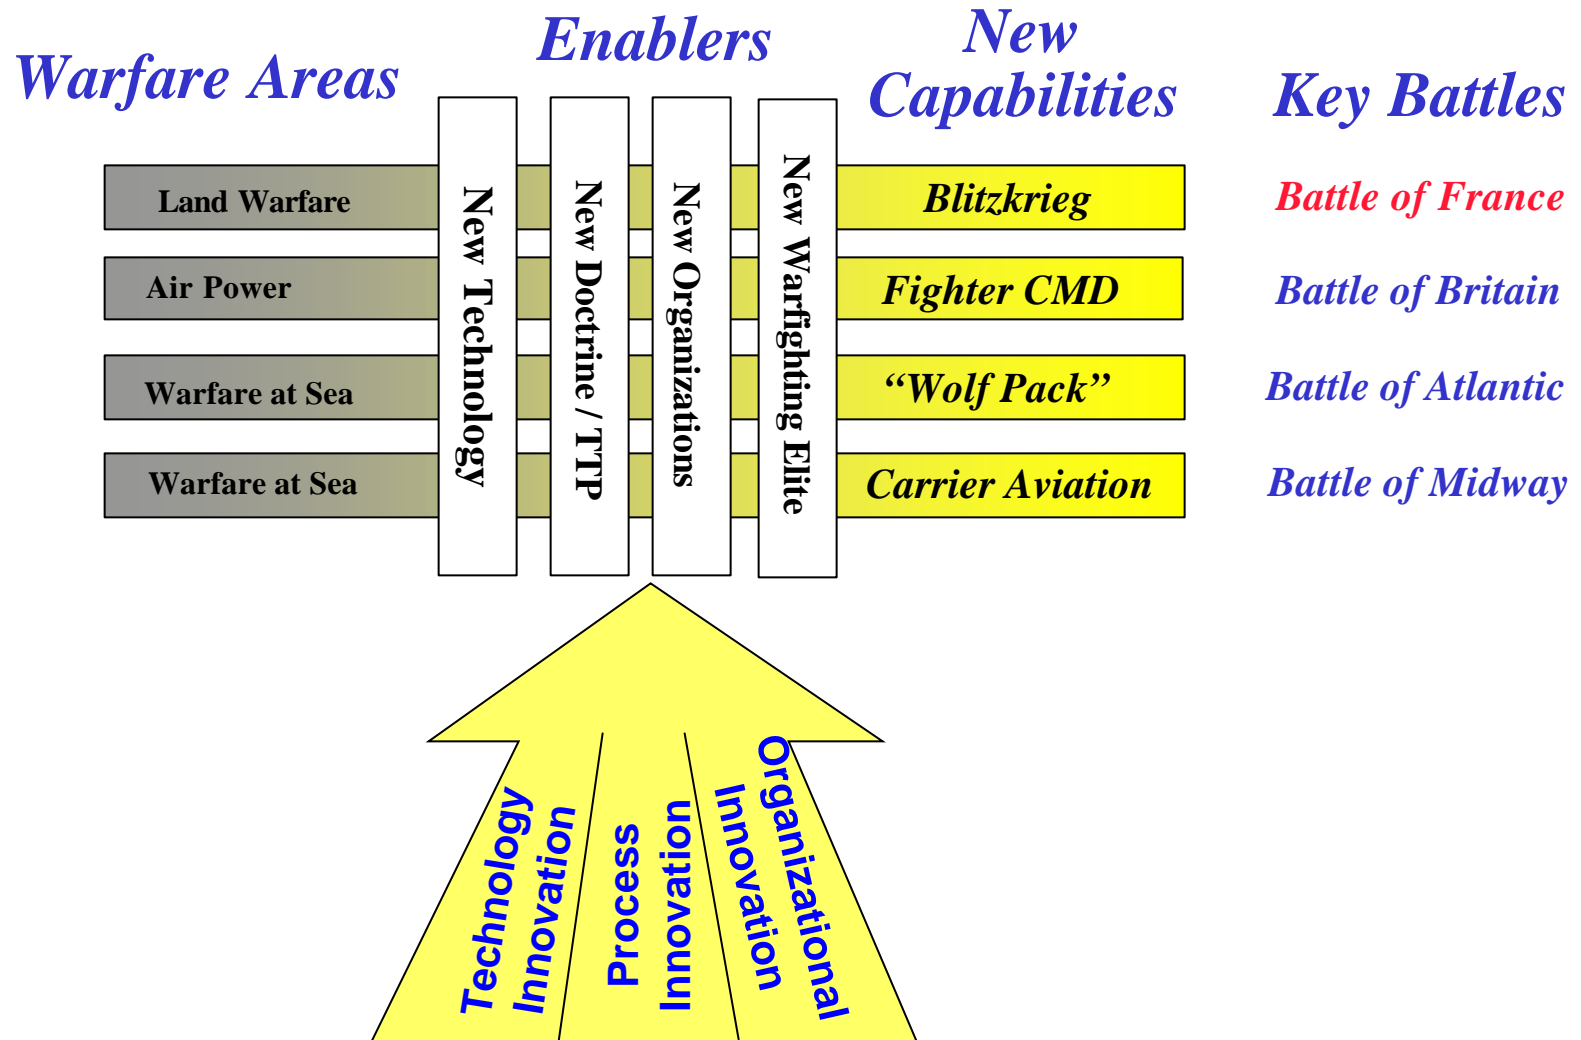 Warfare Areas
Enablers
New
Capabilities
Key Battles
Land Warfare
Air Power
Warfare at Sea
Warfare at Sea
New Technology
New Doctrine / TTP
New Organizations
New Warfighting Elite
Blitzkrieg
Fighter CMD
“Wolf Pack”
Carrier Aviation
Battle of France
Battle of Britain
Battle of Atlantic
Battle of Midway
Technology
Innovation
Process
Innovation
Organizational
Innovation